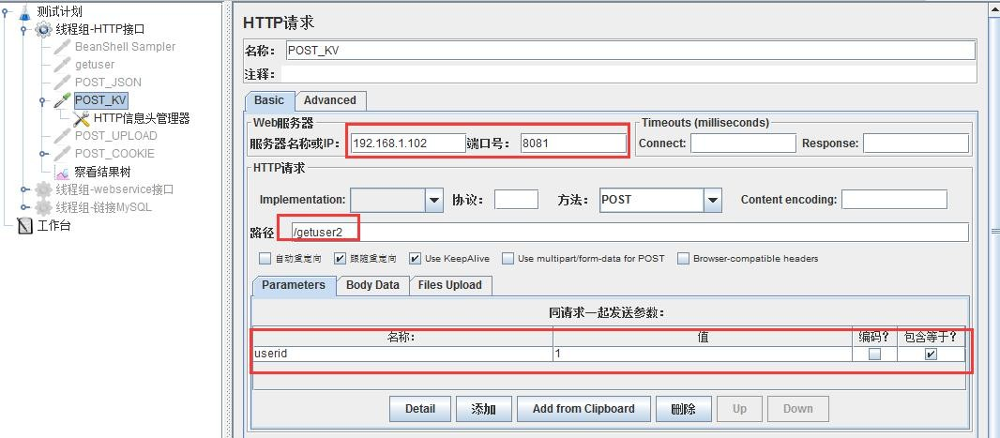 测试计划
线程组-HTTP接口
BeanShell Sampler
getuser
POST_JSON
POST_KV
HTTP信息头管理器
POST_UPLOAD
POST_COOKIE
察看结果树
线程组-webservice接口
线程组-链接MySQL
工作台
HTTP请求
名称： POST_KV
注释：
Basic Advanced
Web服务器 Timeouts (milliseconds)
服务器名称或IP： 192.168.1.102 端口号： 8081 Connect: Response:
HTTP请求
Implementation: 协议： 方法： POST Content encoding:
路径 /getuser2
自动重定向 跟随重定向 Use KeepAlive Use multipart/form-data for POST Browser-compatible headers
Parameters Body Data Files Upload
同请求一起发送参数：
名称： 值 编码？ 包含等于？
userid 1
Detail 添加 Add from Clipboard 删除 Up Down